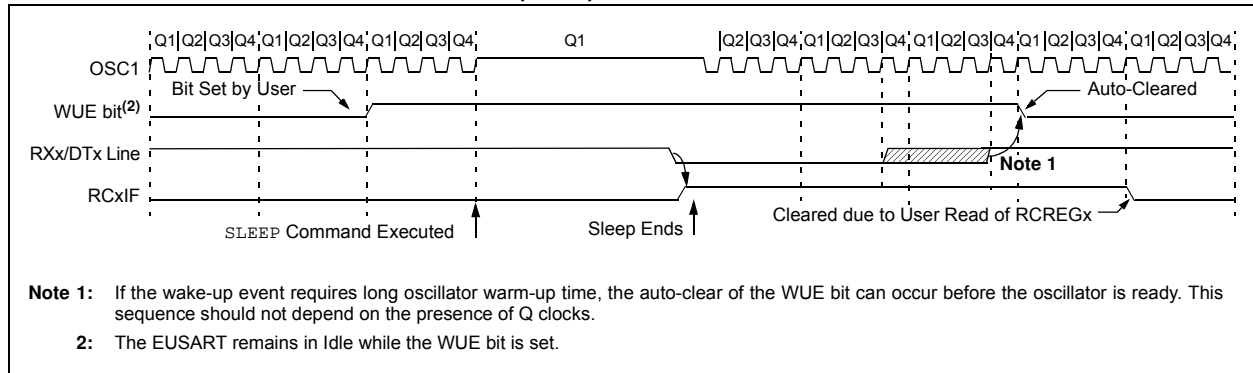 Q1 Q2 Q3 Q4 Q1 Q2 Q3 Q4 Q1 Q2 Q3 Q4 Q1 Q2 Q3 Q4 Q1 Q2 Q3 Q4 Q1 Q2 Q3 Q4 Q1 Q2 Q3 Q4 Q1 Q2 Q3 Q4
OSC1
Bit Set by User
Auto-Cleared
WUE bit(2)
RXx/DTx Line
Note 1
RCxIF
Cleared due to User Read of RCREGx
SLEEP Command Executed
Sleep Ends
Note 1: If the wake-up event requires long oscillator warm-up time, the auto-clear of the WUE bit can occur before the oscillator is ready. This
sequence should not depend on the presence of Q clocks.
2: The EUSART remains in Idle while the WUE bit is set.